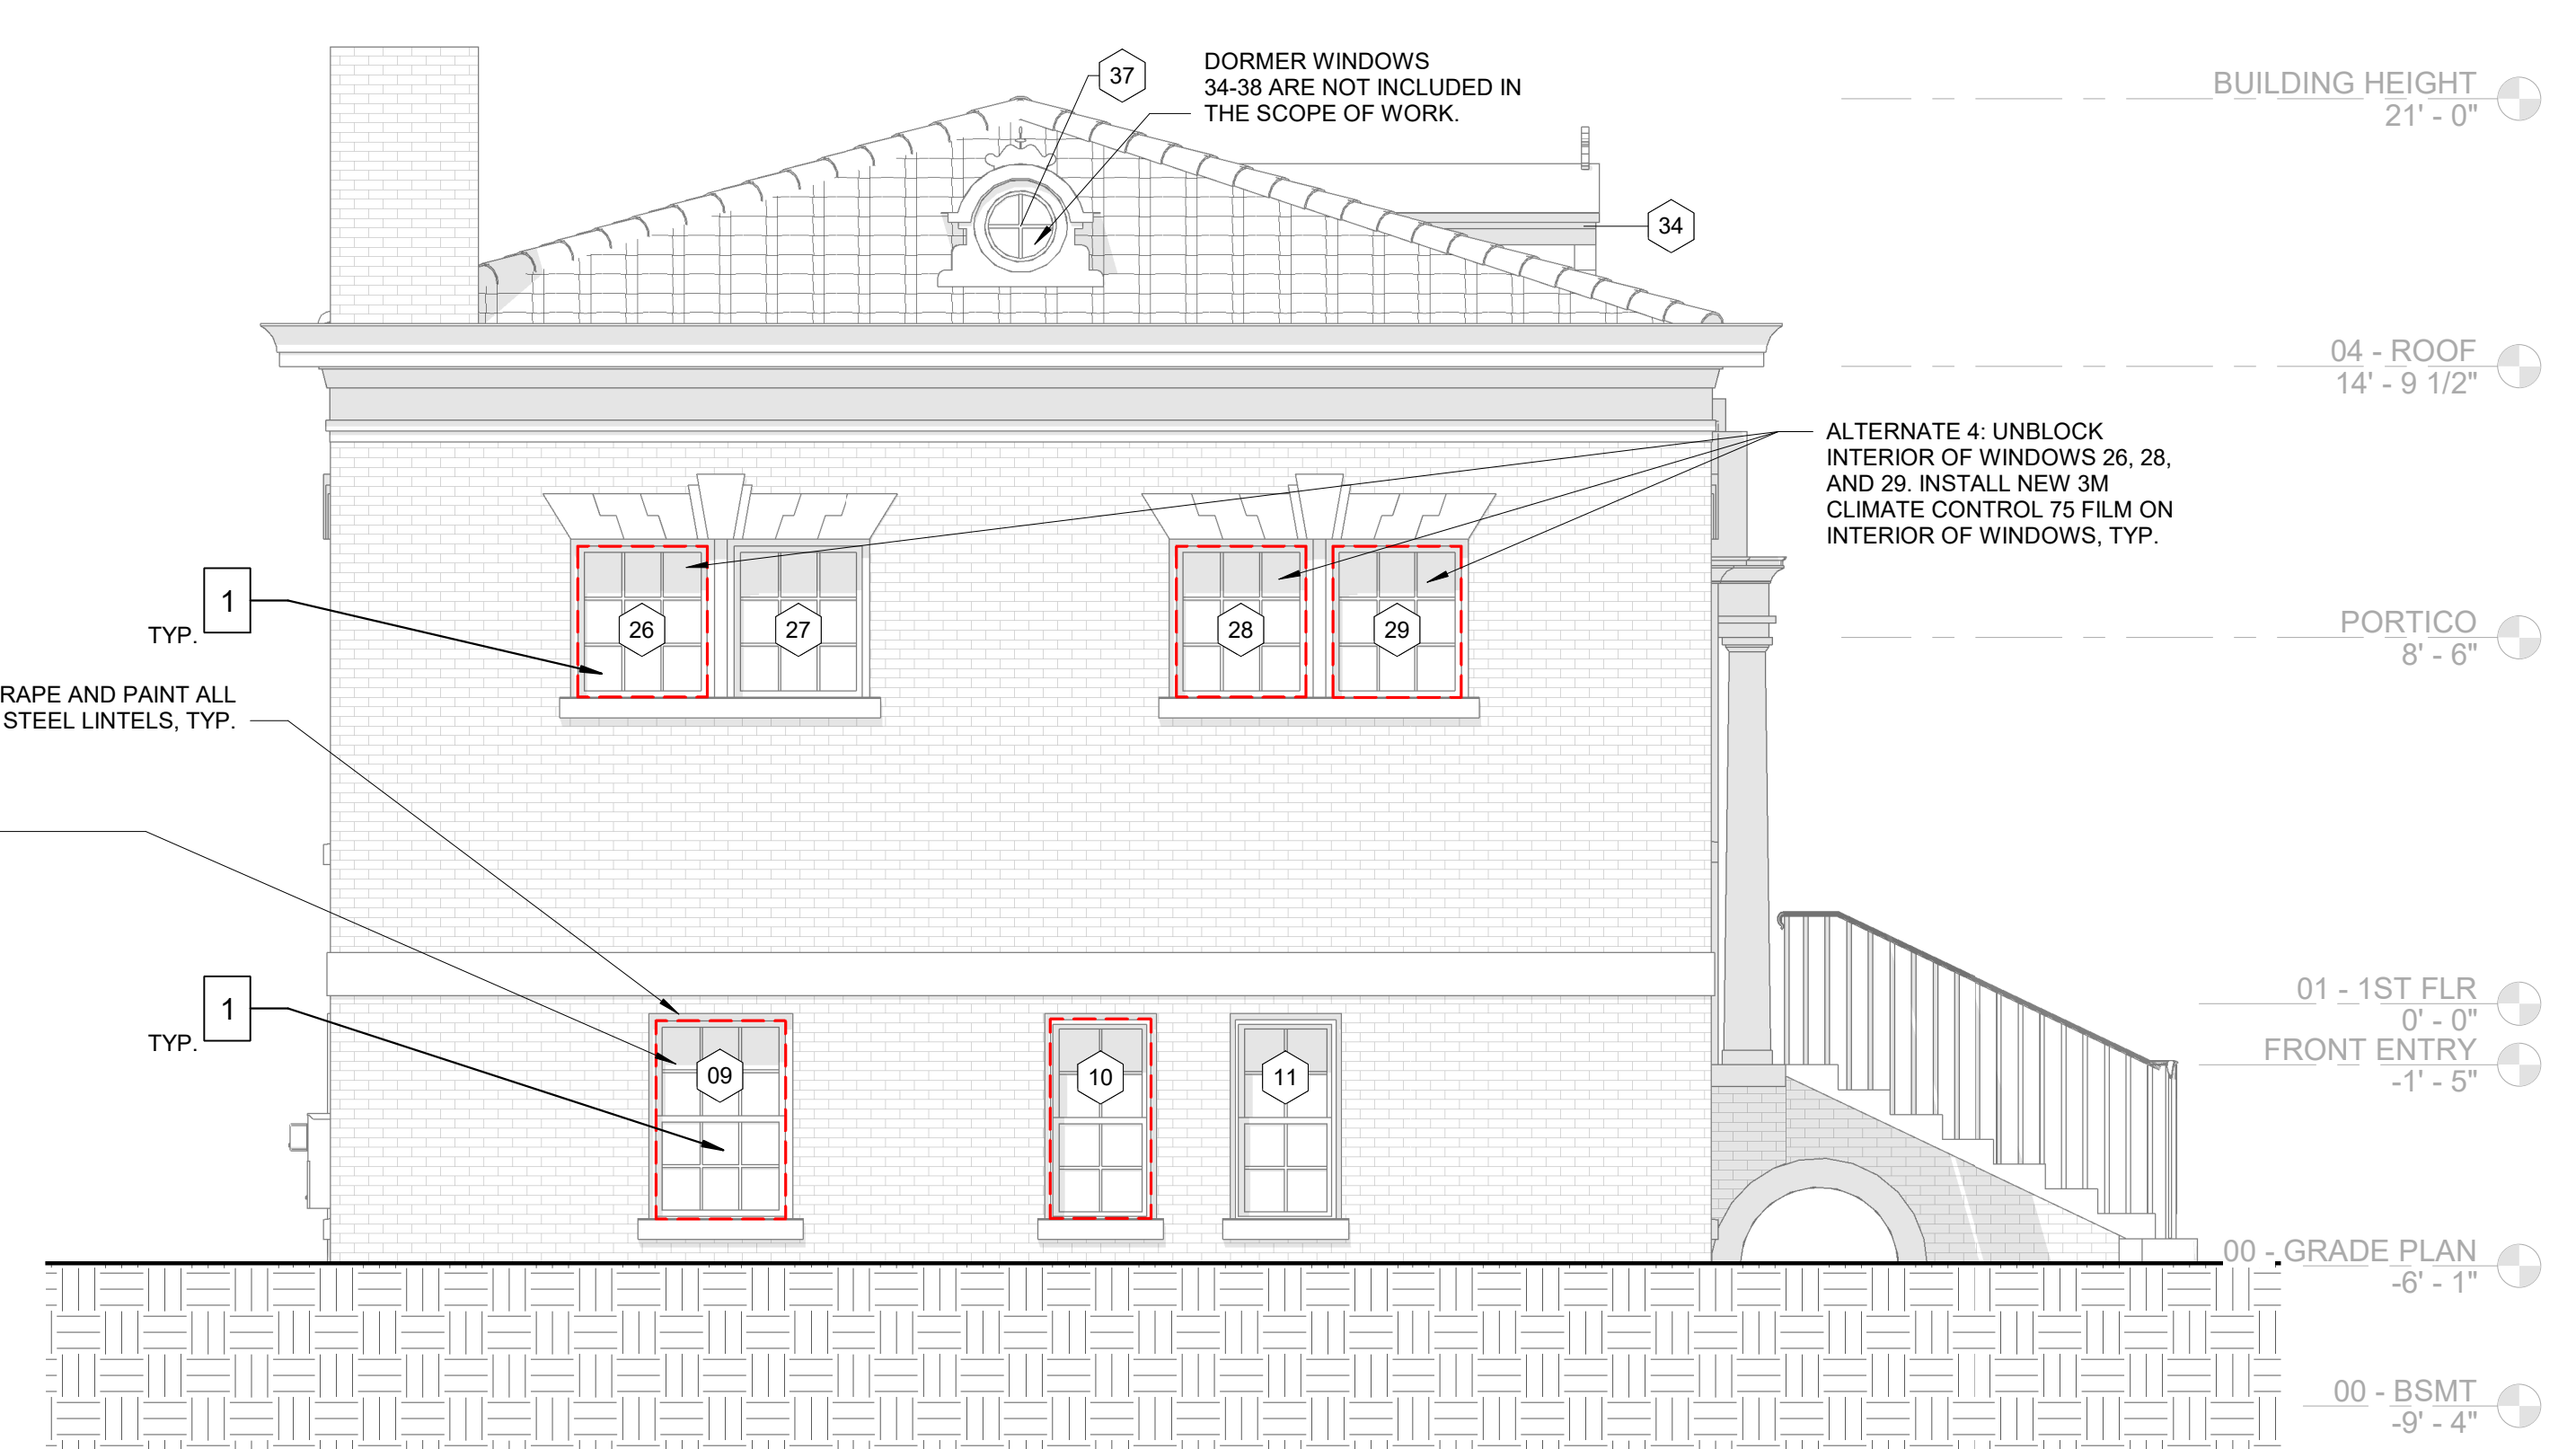 37
DORMER WINDOWS
34-38 ARE NOT INCLUDED IN
THE SCOPE OF WORK.
BUILDING HEIGHT
21' - 0"
34
04 - ROOF
14' - 9 1/2"
ALTERNATE 4: UNBLOCK
INTERIOR OF WINDOWS 26, 28,
AND 29. INSTALL NEW 3M
CLIMATE CONTROL 75 FILM ON
INTERIOR OF WINDOWS, TYP.
1
TYP.
26
27
28
29
PORTICO
8' - 6"
RAPE AND PAINT ALL
STEEL LINTELS, TYP.
1
TYP.
09
10
11
01 - 1ST FLR
0' - 0"
FRONT ENTRY
-1' - 5"
00 - GRADE PLAN
-6' - 1"
00 - BSMT
-9' - 4"